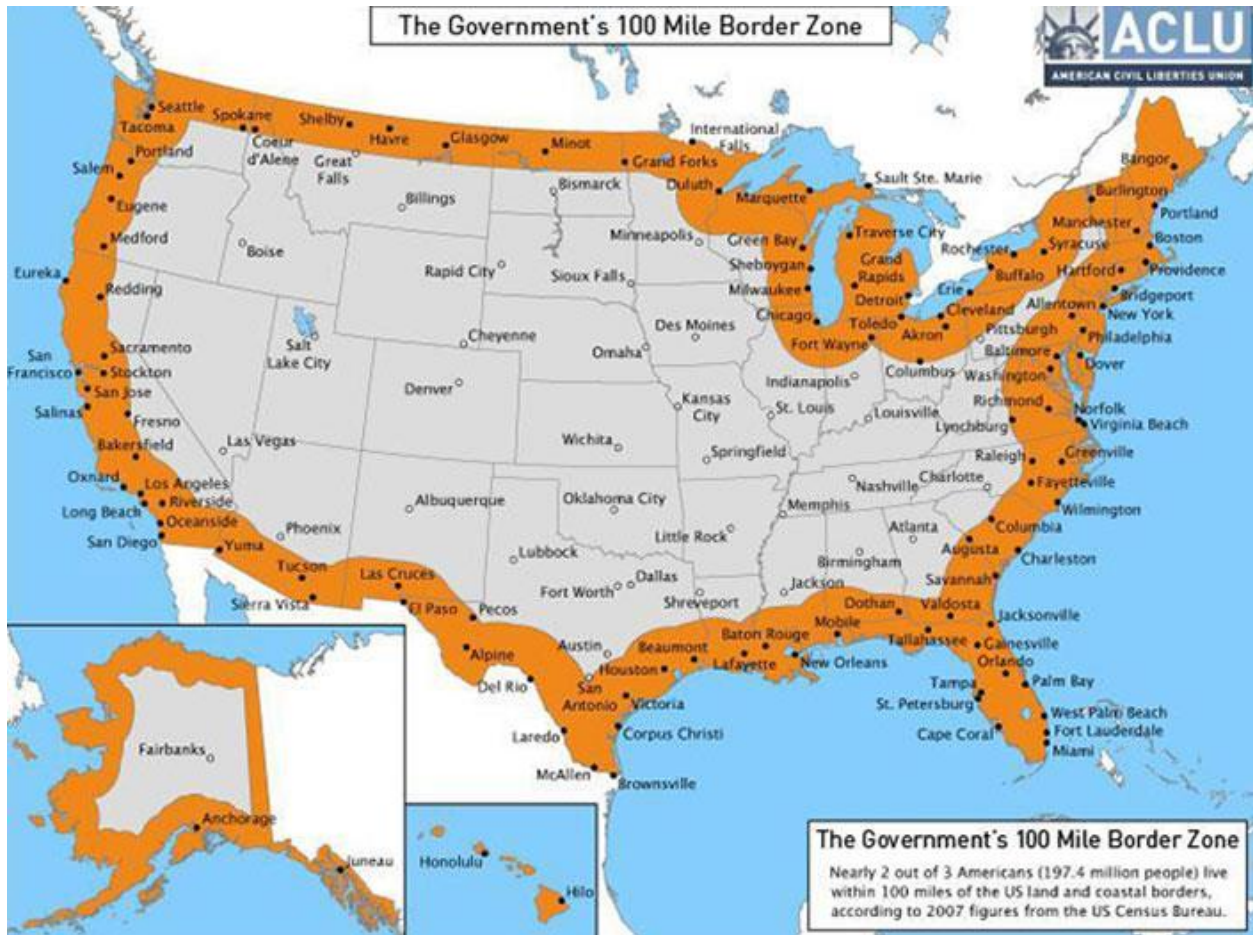 The Government's 100 Mile Border Zone
ACLU
AMERICAN CIVIL LIBERTIES UNION
Seattle
Tacoma
Spokane
Coeur
d'Alene
Shelby
Great
Falls
Havre
Glasgow
Minot
Grand Forks
International
Falls
Duluth
Marquette
Sault Ste. Marie
Bangor
Burlington
Portland
Manchester
Boston
Portland
Salem
Eugene
Medford
Billings
Bismarck
Minneapolis
Green Bay
Traverse City
Rochester
Syracuse
Buffalo
Hartford
Providence
Boise
Rapid City
Sioux Falls
Sheboygan
Grand
Rapids
Milwaukee
Detroit
Erie
Bridgeport
Eureka
Redding
Chicago
Toledo
Cleveland
Akron
Allentown
New York
Salt
Lake City
Cheyenne
Des Moines
Omaha
Fort Wayne
Pittsburgh
Philadelphia
Baltimore
Dover
Sacramento
San
Francisco
Stockton
San Jose
Salinas
Fresno
Denver
Kansas
City
Indianapolis
Columbus
Washington
St. Louis
Louisville
Richmond
Norfolk
Virginia Beach
Lynchburg
Bakersfield
Las Vegas
Wichita
Springfield
Raleigh
Greenville
Oxnard
Los Angeles
Riverside
Long Beach
Oceanside
San Diego
Albuquerque
Oklahoma City
Nashville
Charlotte
Fayetteville
Memphis
Wilmington
Phoenix
Yuma
Tucson
Sierra Vista
Little Rock
Atlanta
Columbia
Birmingham
Augusta
Charleston
Las Cruces
El Paso
Pecos
Lubbock
Fort Worth
Dallas
Shreveport
Jackson
Savannah
Dothan
Valdosta
Jacksonville
Alpine
Austin
Beaumont
Baton Rouge
Mobile
Tallahassee
Gainesville
Del Rio
Houston
Lafayette
New Orleans
Orlando
San
Antonio
Victoria
Tampa
Palm Bay
St. Petersburg
Laredo
Corpus Christi
Cape Coral
West Palm Beach
Fort Lauderdale
Miami
McAllen
Brownsville
Fairbanks
Anchorage
Juneau
Honolulu
Hilo
The Government's 100 Mile Border Zone
Nearly 2 out of 3 Americans (197.4 million people) live
within 100 miles of the US land and coastal borders,
according to 2007 figures from the US Census Bureau.